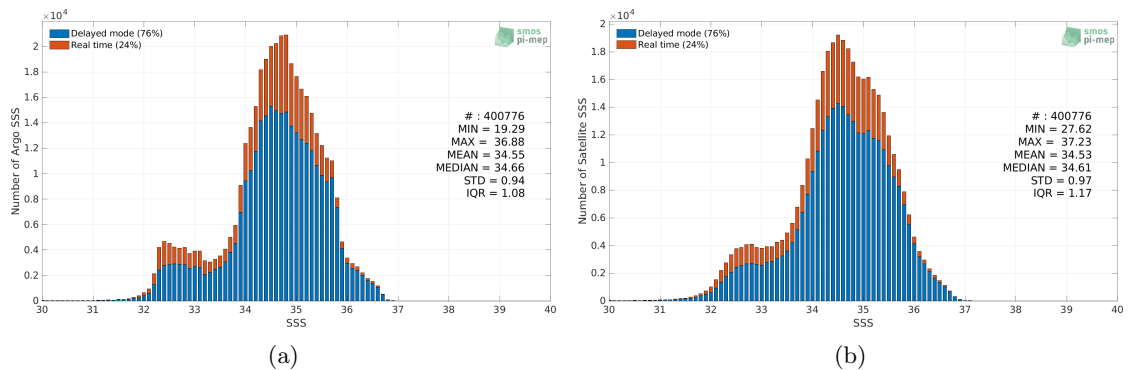 ×10⁴
Delayed mode (76%)
Real time (24%)
smos
pi-mep
# : 400776
MIN = 19.29
MAX = 36.88
MEAN = 34.55
MEDIAN = 34.66
STD = 0.94
IQR = 1.08
Number of Argo SSS
2
1.8
1.6
1.4
1.2
1
0.8
0.6
0.4
0.2
0
30 31 32 33 34 35 36 37 38 39 40
SSS
(a)
×10⁴
Delayed mode (76%)
Real time (24%)
smos
pi-mep
# : 400776
MIN = 27.62
MAX = 37.23
MEAN = 34.53
MEDIAN = 34.61
STD = 0.97
IQR = 1.17
Number of Satellite SSS
2
1.8
1.6
1.4
1.2
1
0.8
0.6
0.4
0.2
0
30 31 32 33 34 35 36 37 38 39 40
SSS
(b)